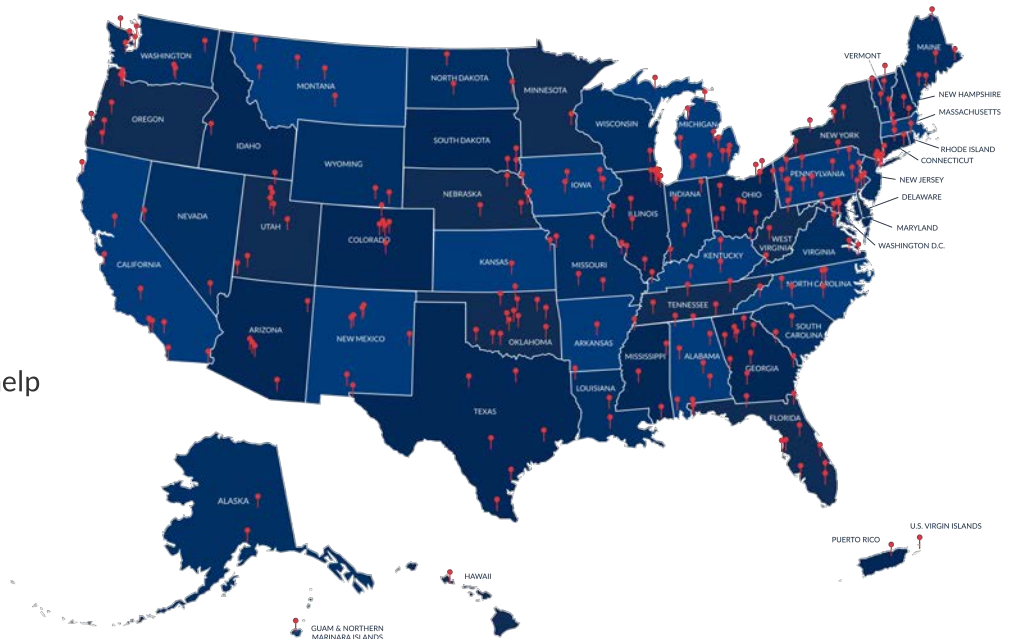 MAINE
VERMONT
WASHINGTON
NORTH DAKOTA
MONTANA
MINNESOTA
NEW HAMPSHIRE
MASSACHUSETTS
OREGON
WISCONSIN
MICHIGAN
NEW YORK
SOUTH DAKOTA
IDAHO
RHODE ISLAND
WYOMING
CONNECTICUT
PENNSYLVANIA
NEW JERSEY
IOWA
NEBRASKA
INDIANA
OHIO
DELAWARE
NEVADA
ILLINOIS
UTAH
MARYLAND
COLORADO
WEST
VIRGINIA
WASHINGTON D.C.
VIRGINIA
KENTUCKY
KANSAS
CALIFORNIA
MISSOURI
NORTH CAROLINA
TENNESSEE
ARIZONA
SOUTH
CAROLINA
NEW MEXICO
OKLAHOMA
ARKANSAS
MISSISSIPPI
ALABAMA
GEORGIA
elp
LOUISIANA
TEXAS
FLORIDA
ALASKA
U.S. VIRGIN ISLANDS
PUERTO RICO
HAWAII
GUAM & NORTHERN
MARINARA ISLANDS